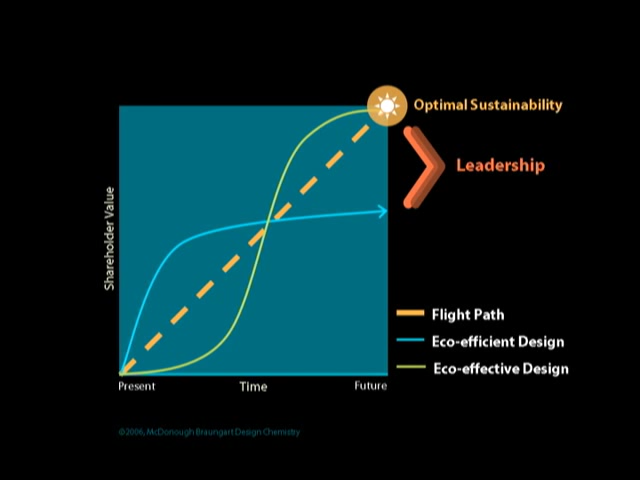 Optimal Sustainability
Leadership
Shareholder Value
Flight Path
Eco-efficient Design
Eco-effective Design
Present
Time
Future
©2006, McDonough Braungart Design Chemistry